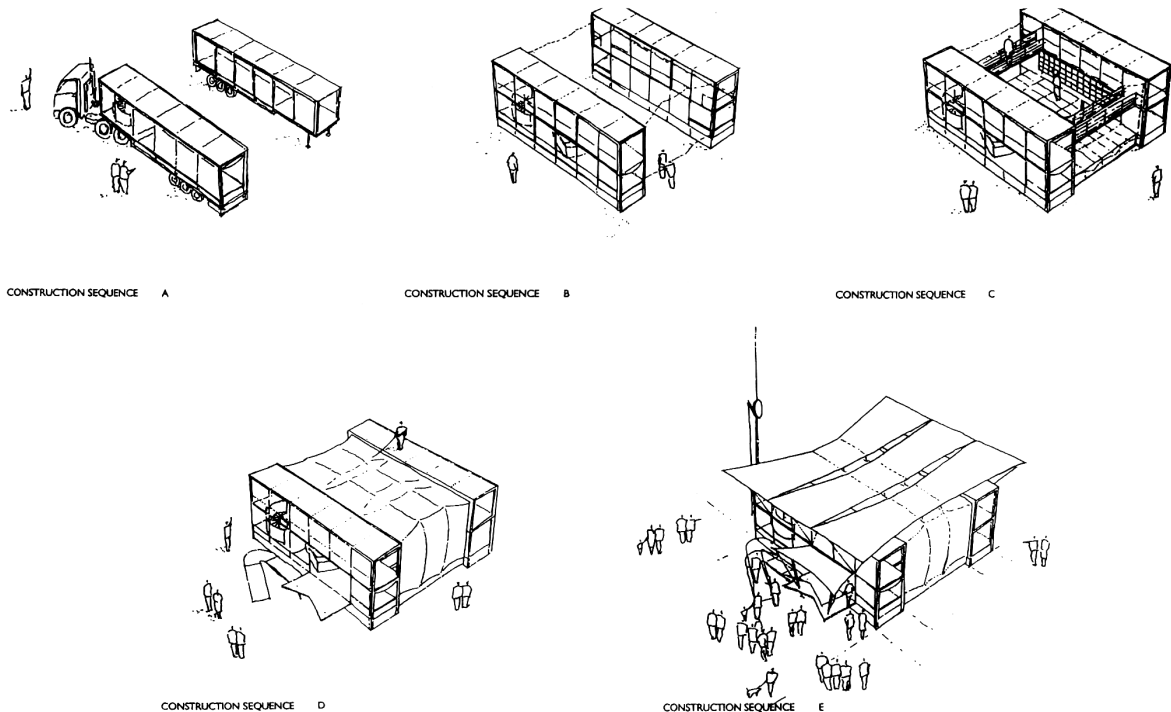 CONSTRUCTION SEQUENCE A
CONSTRUCTION SEQUENCE B
CONSTRUCTION SEQUENCE C
CONSTRUCTION SEQUENCE D
CONSTRUCTION SEQUENCE E